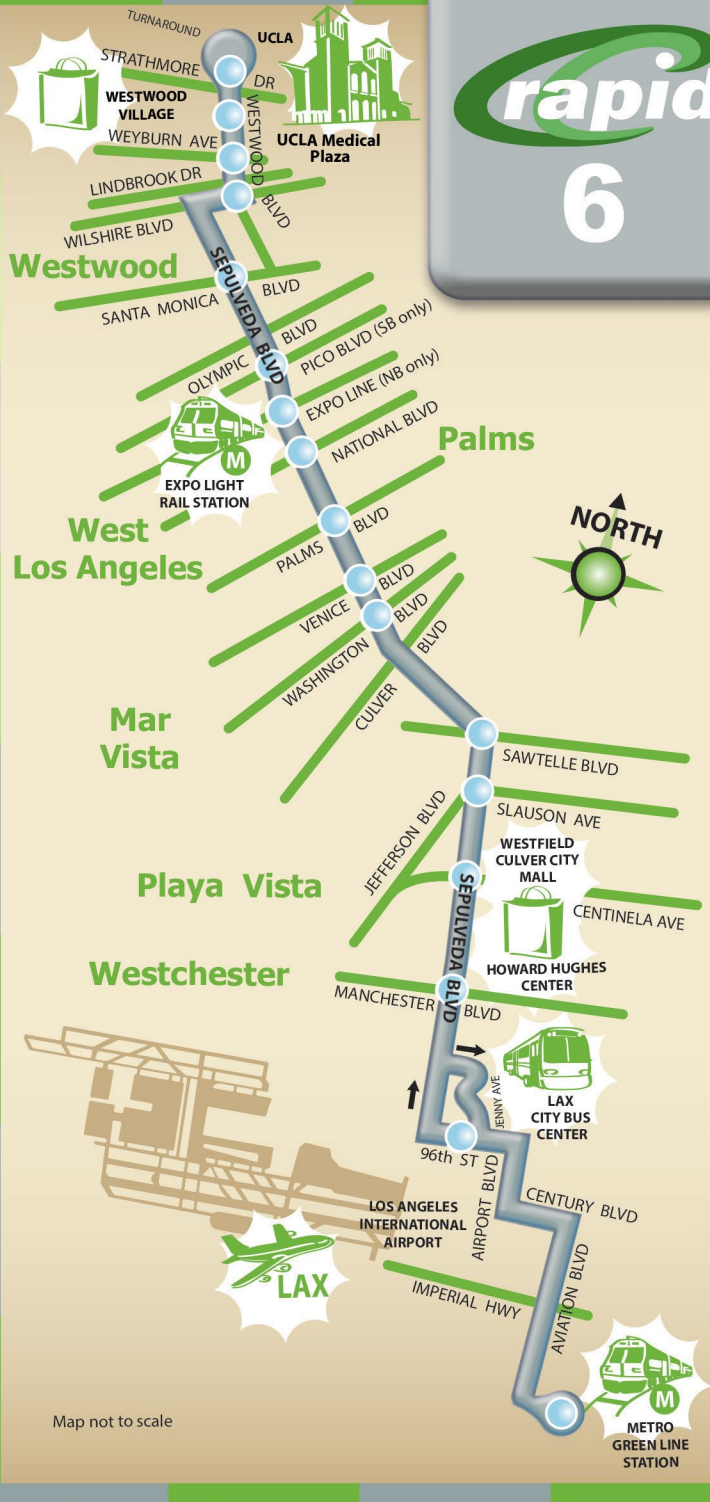 TURNAROUND
UCLA
rapid
6
STRATHMORE DR
WESTWOOD
VILLAGE
UCLA Medical
Plaza
WEYBURN AVE
WESTWOOD BLVD
LINDBROOK DR
WILSHIRE BLVD
Westwood
SEPULVEDA BLVD
SANTA MONICA BLVD
OLYMPIC BLVD
PICO BLVD (SB only)
EXPO LINE (NB only)
NATIONAL BLVD
Palms
M
EXPO LIGHT
RAIL STATION
West
Los Angeles
NORTH
PALMS BLVD
VENICE BLVD
WASHINGTON BLVD
CULVER BLVD
Mar
Vista
SAWTELLE BLVD
SLAUSON AVE
JEFFERSON BLVD
WESTFIELD
CULVER CITY
MALL
Playa Vista
SEPULVEDA BLVD
CENTINELA AVE
HOWARD HUGHES
CENTER
Westchester
MANCHESTER BLVD
JENNY AVE
LAX
CITY BUS
CENTER
96th ST
AIRPORT BLVD
CENTURY BLVD
LOS ANGELES
INTERNATIONAL
AIRPORT
LAX
AVIATION BLVD
IMPERIAL HWY
M
METRO
GREEN LINE
STATION
Map not to scale